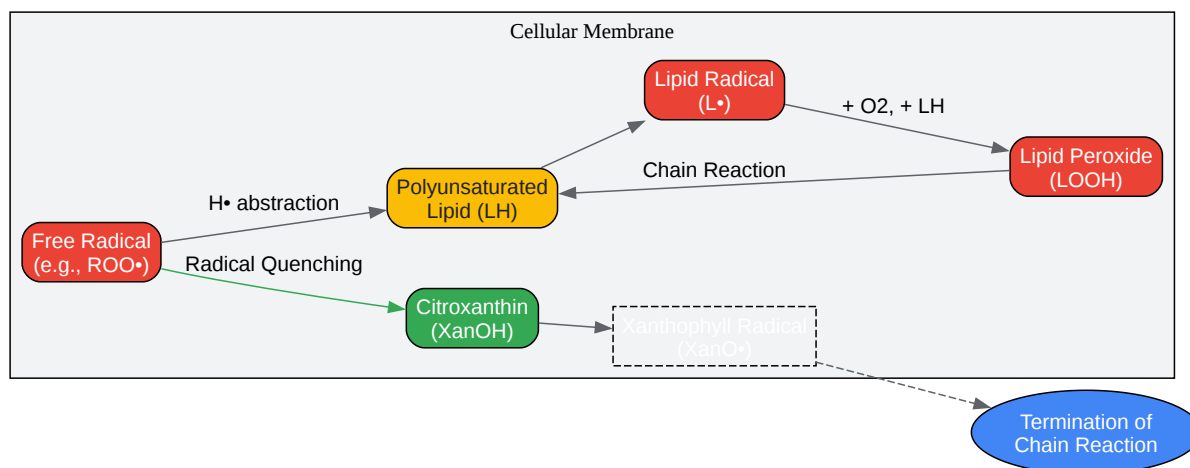 Cellular Membrane
Lipid Radical
(L•)
+ O2, + LH
Lipid Peroxide
(LOOH)
Chain Reaction
Polyunsaturated
Lipid (LH)
H• abstraction
Free Radical
(e.g., ROO•)
Radical Quenching
Citroxanthin
(XanOH)
Xanthophyll Radical
(XanO•)
Termination of
Chain Reaction